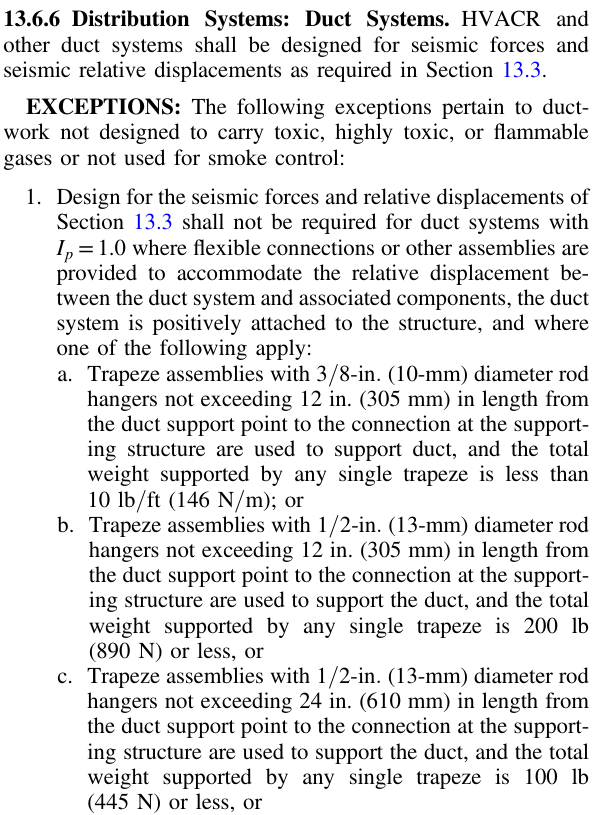 13.6.6 Distribution Systems: Duct Systems. HVACR and
other duct systems shall be designed for seismic forces and
seismic relative displacements as required in Section 13.3.
EXCEPTIONS: The following exceptions pertain to duct-
work not designed to carry toxic, highly toxic, or flammable
gases or not used for smoke control:
1. Design for the seismic forces and relative displacements of
Section 13.3 shall not be required for duct systems with
Ip = 1.0 where flexible connections or other assemblies are
provided to accommodate the relative displacement be-
tween the duct system and associated components, the duct
system is positively attached to the structure, and where
one of the following apply:
a. Trapeze assemblies with 3/8-in. (10-mm) diameter rod
hangers not exceeding 12 in. (305 mm) in length from
the duct support point to the connection at the support-
ing structure are used to support duct, and the total
weight supported by any single trapeze is less than
10 lb/ft (146 N/m); or
b. Trapeze assemblies with 1/2-in. (13-mm) diameter rod
hangers not exceeding 12 in. (305 mm) in length from
the duct support point to the connection at the support-
ing structure are used to support the duct, and the total
weight supported by any single trapeze is 200 lb
(890 N) or less, or
c. Trapeze assemblies with 1/2-in. (13-mm) diameter rod
hangers not exceeding 24 in. (610 mm) in length from
the duct support point to the connection at the support-
ing structure are used to support the duct, and the total
weight supported by any single trapeze is 100 lb
(445 N) or less, or